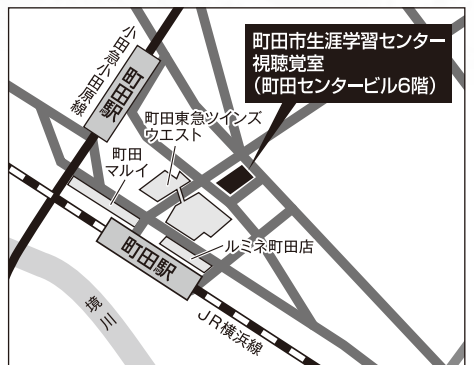 町田市生涯学習センター
視聴覚室
（町田センタービル6階）
小田急小田原線
町田駅
町田東急ツインズ
ウエスト
町田
マルイ
町田駅
ルミネ町田店
境川
JR横浜線